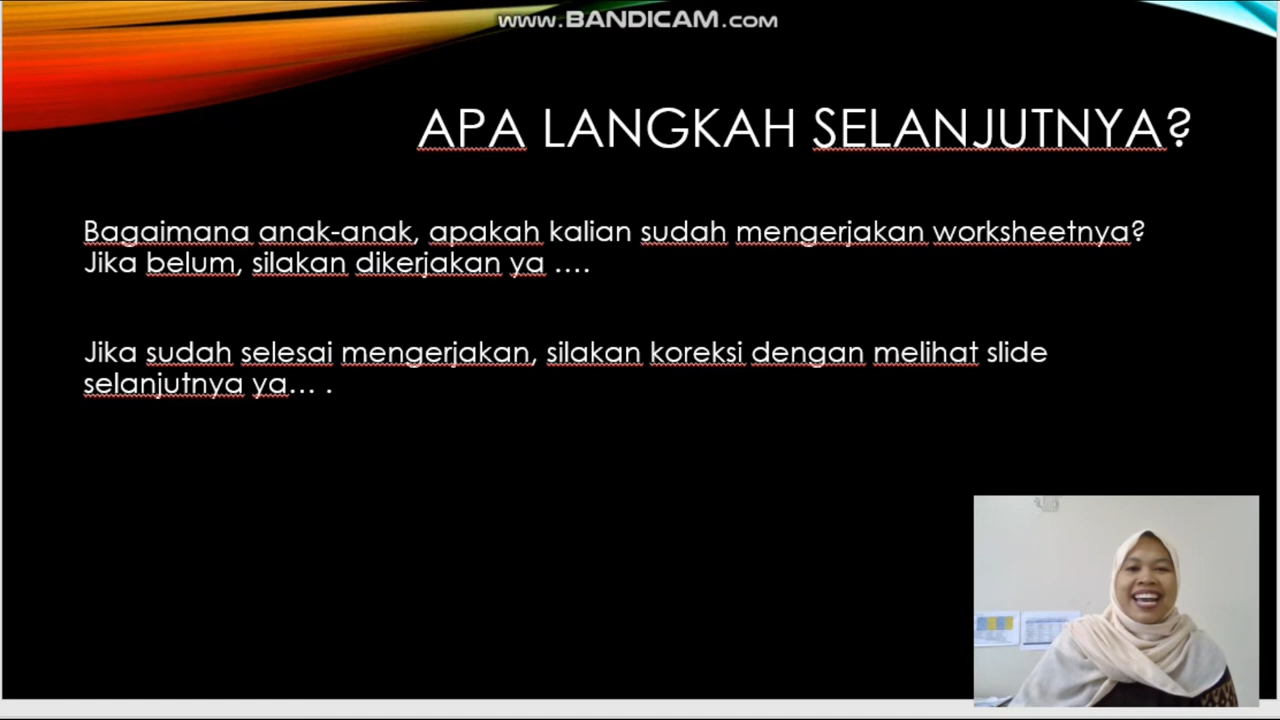 www.BANDICAM.com
APA LANGKAH SELANJUTNYA?
Bagaimana anak-anak, apakah kalian sudah mengerjakan worksheetnya?
Jika belum, silakan dikerjakan ya ....
Jika sudah selesai mengerjakan, silakan koreksi dengan melihat slide
selanjutnya ya... .